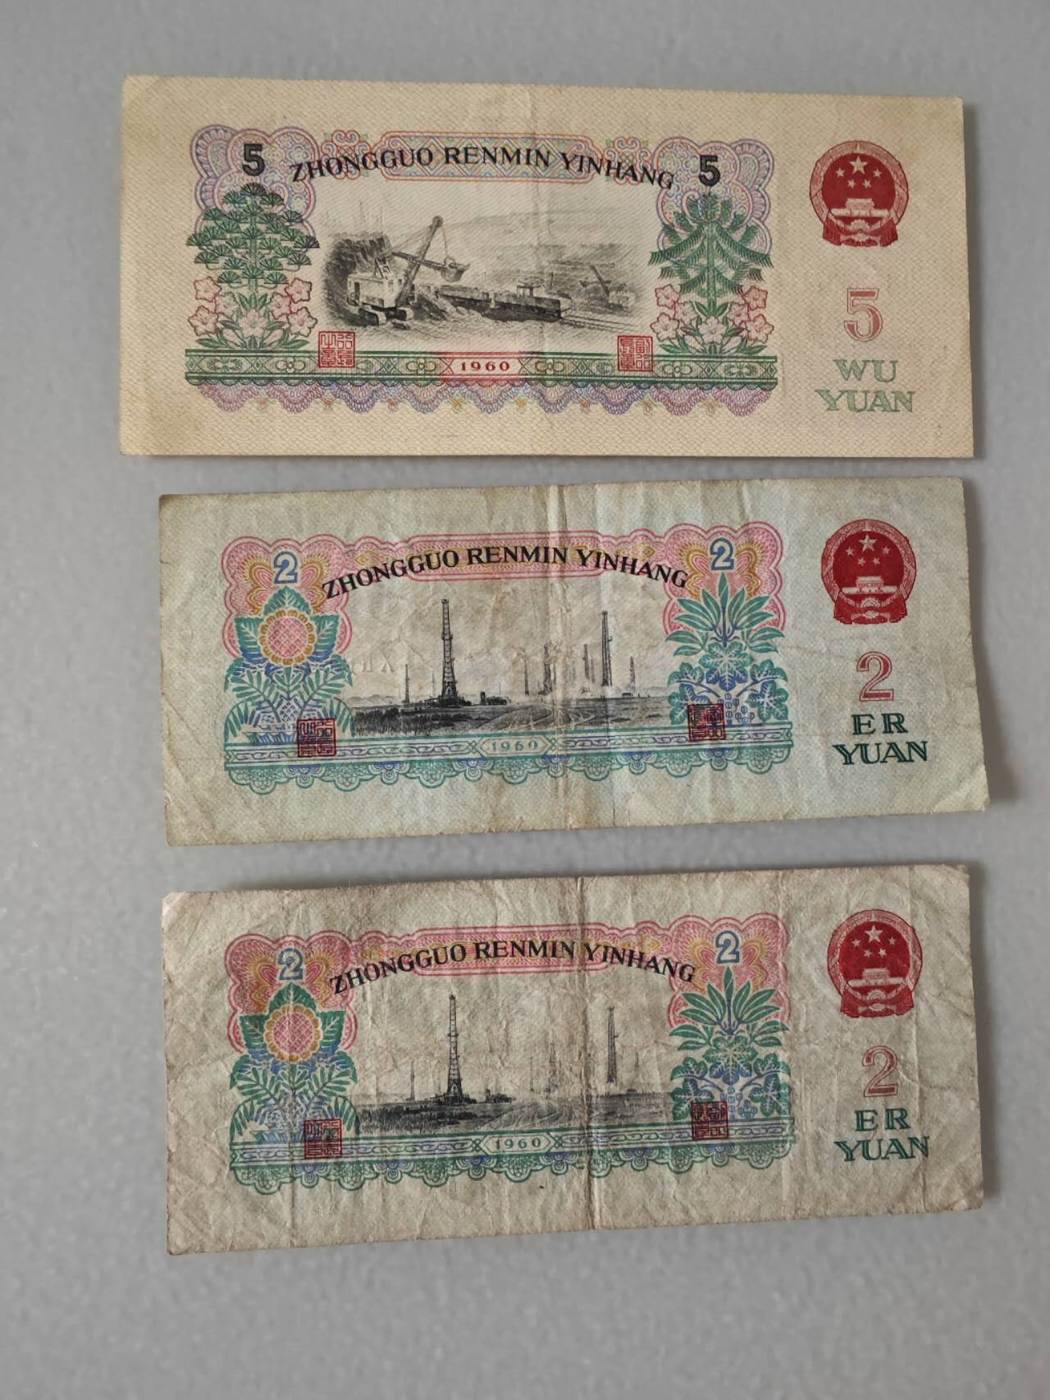 5 ZHONGGUO RENMIN YINHANG 5
1960
5
WU
YUAN
2 ZHONGGUO RENMIN YINHANG 2
1960
2
ER
YUAN
2 ZHONGGUO RENMIN YINHANG 2
1960
2
ER
YUAN